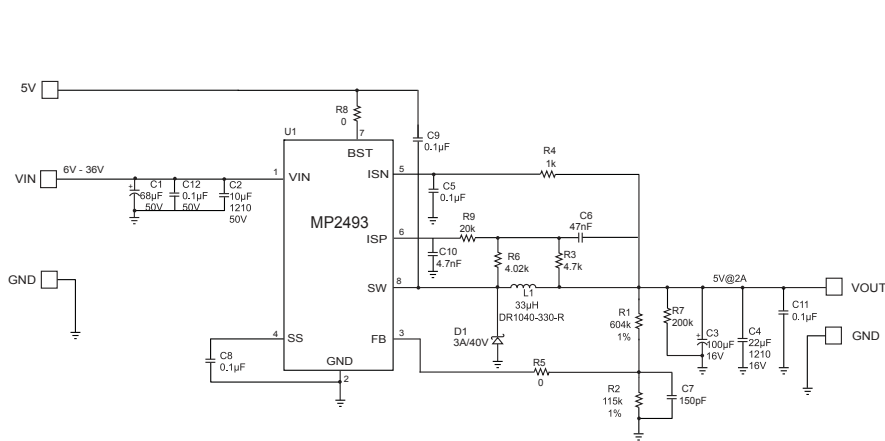 5V
R8
0
U1
7
BST
C9
0.1µF
VIN
6V - 36V
1
VIN
C1
68µF
50V
C12
0.1µF
50V
C2
10µF
1210
50V
MP2493
ISN
5
R4
1k
C5
0.1µF
ISP
6
R9
20k
C6
47nF
C10
4.7nF
R6
4.02k
R3
4.7k
GND
SW
8
L1
33µH
DR1040-330-R
5V@2A
VOUT
R1
604k
1%
R7
200k
C3
100µF
16V
C4
22µF
1210
16V
C11
0.1µF
GND
4
SS
FB
3
D1
3A/40V
C8
0.1µF
GND
2
R5
0
R2
115k
1%
C7
150pF